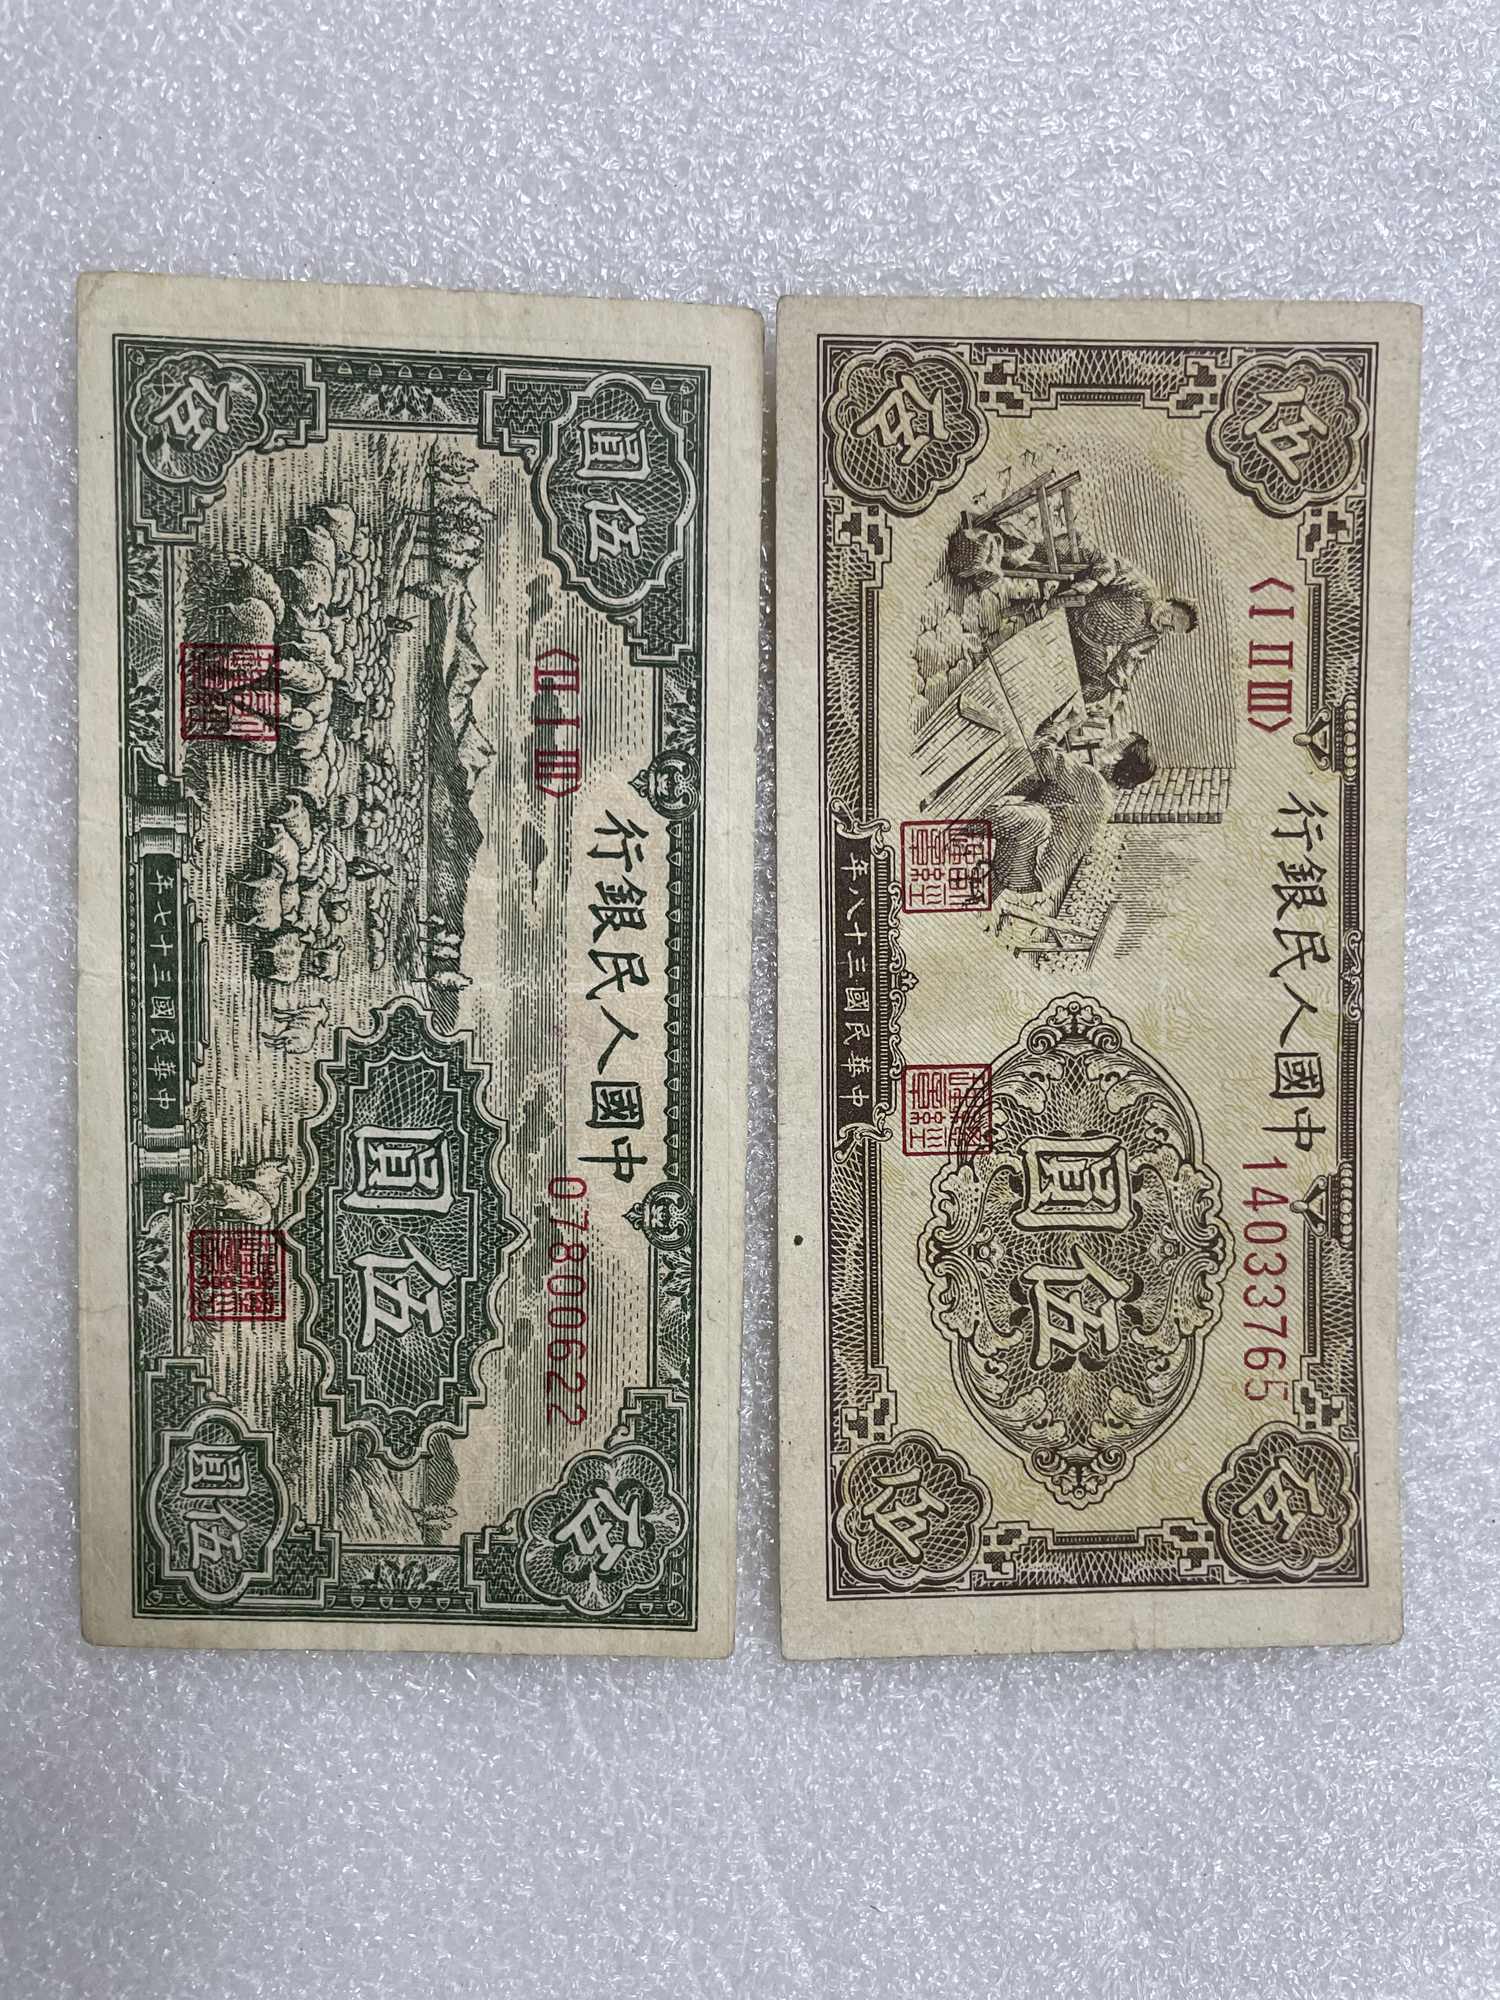 中國人民銀行
〈II I III〉
07800622
伍圓
伍
伍圓
伍
伍圓
中華民國三十七年
中國人民銀行
〈I II III〉
14033765
伍
伍
伍圓
伍
伍
中華民國三十八年